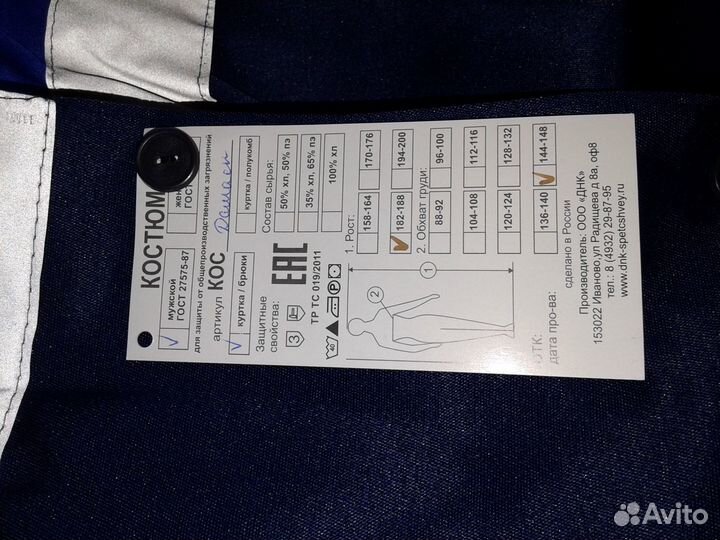 КОСТЮМ
мужской
ГОСТ 27575-87
жен
ГОСТ
для защиты от общепроизводственных загрязнений
артикул КОС
куртка / брюки
куртка / полукомб
Защитные
свойства:
З
Состав сырья:
50% хл, 50% пэ
35% хл, 65% пэ
100% хл
EAC
ТР ТС 019/2011
40
P
1. Рост:
158-164
170-176
182-188
194-200
2. Обхват груди:
88-92
96-100
104-108
112-116
120-124
128-132
136-140
144-148
1
2
ОТК:
дата про-ва:
сделано в России
Производитель: ООО «ДНК»
153022 Иваново,ул Радищева д 8а, оф8
тел.: 8 (4932) 29-87-95
www.dnk-spetcshvey.ru
Avito